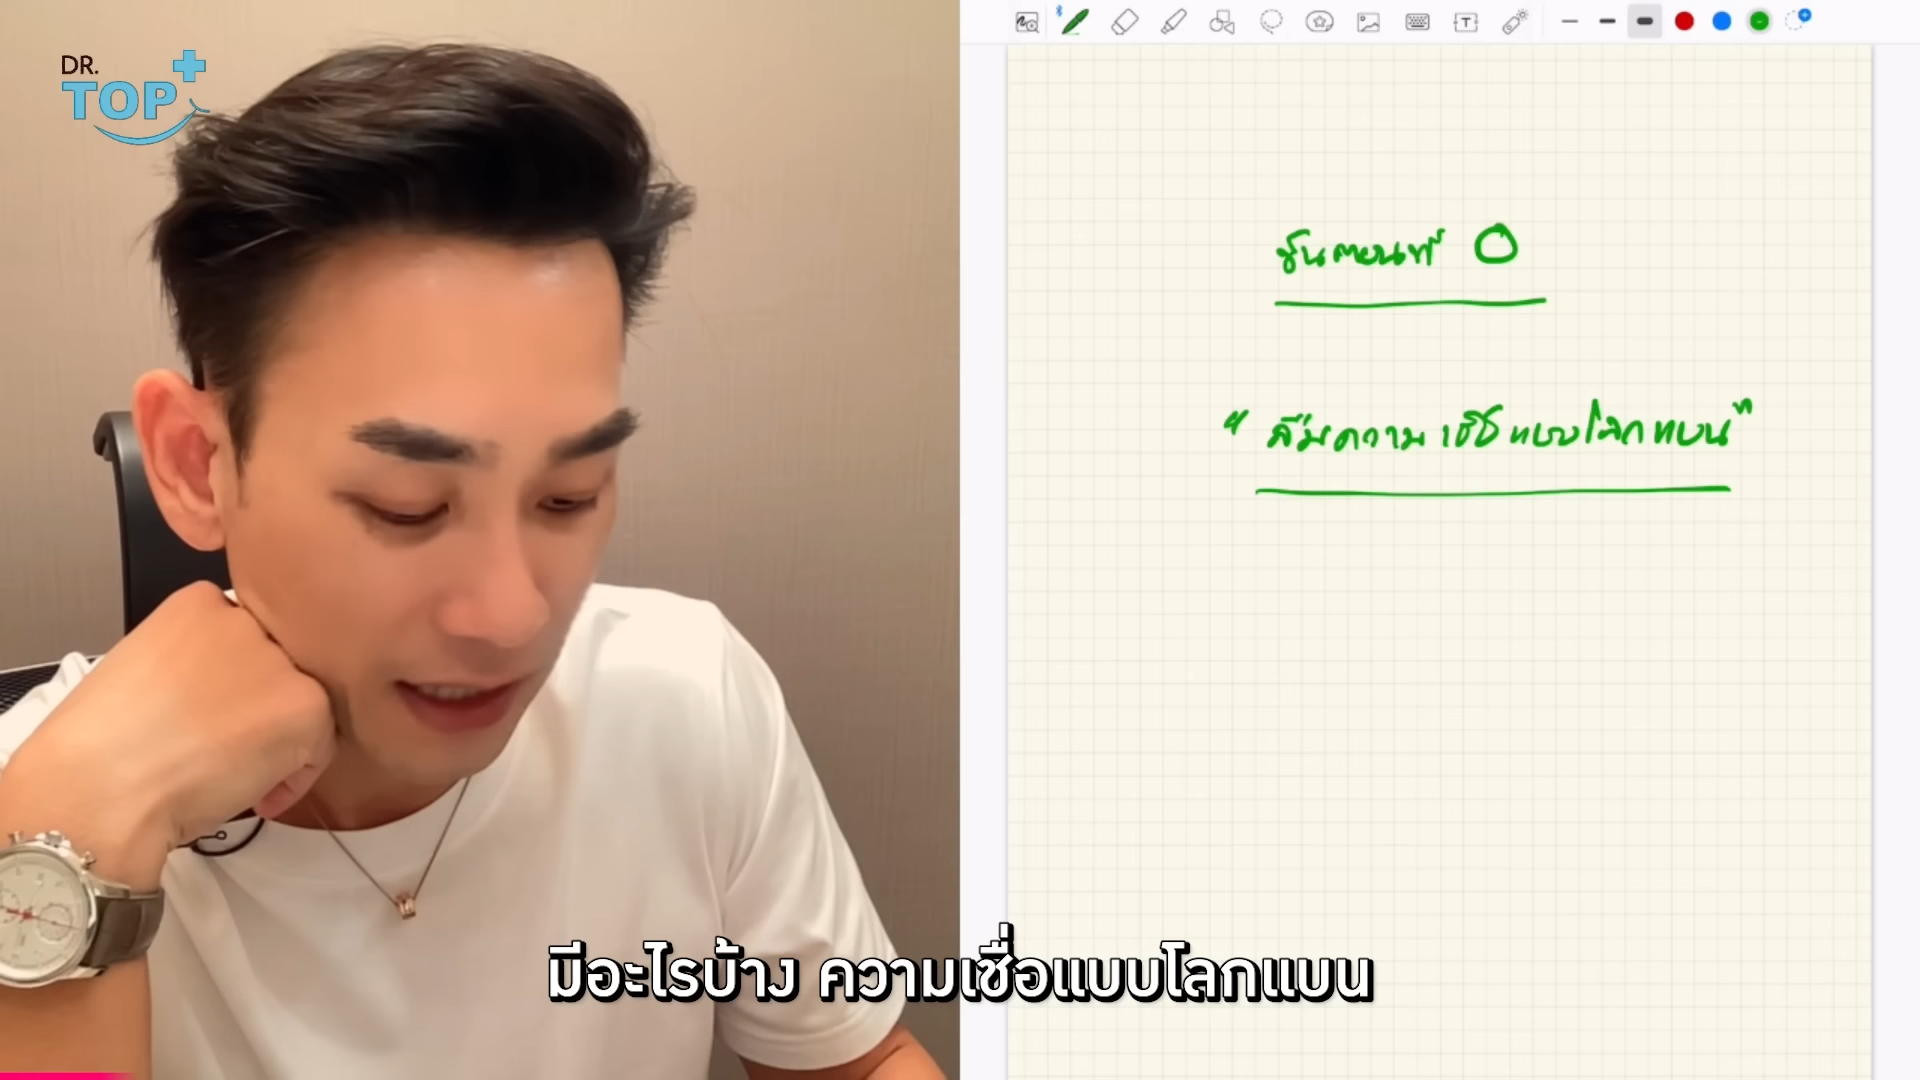 DR.
TOP
ขั้นตอนที่ 0
"ลืมความเชื่อแบบโลกแบน"
มีอะไรบ้าง ความเชื่อแบบโลกแบน